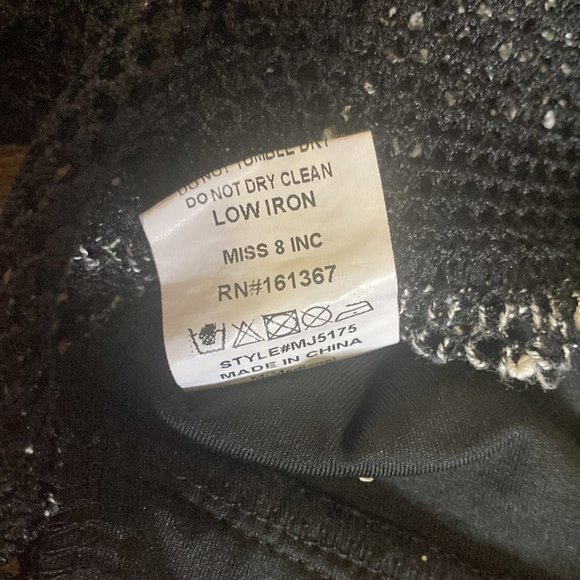 DO NOT TUMBLE DRY
DO NOT DRY CLEAN
LOW IRON
MISS 8 INC
RN#161367
STYLE#MJ5175
MADE IN CHINA